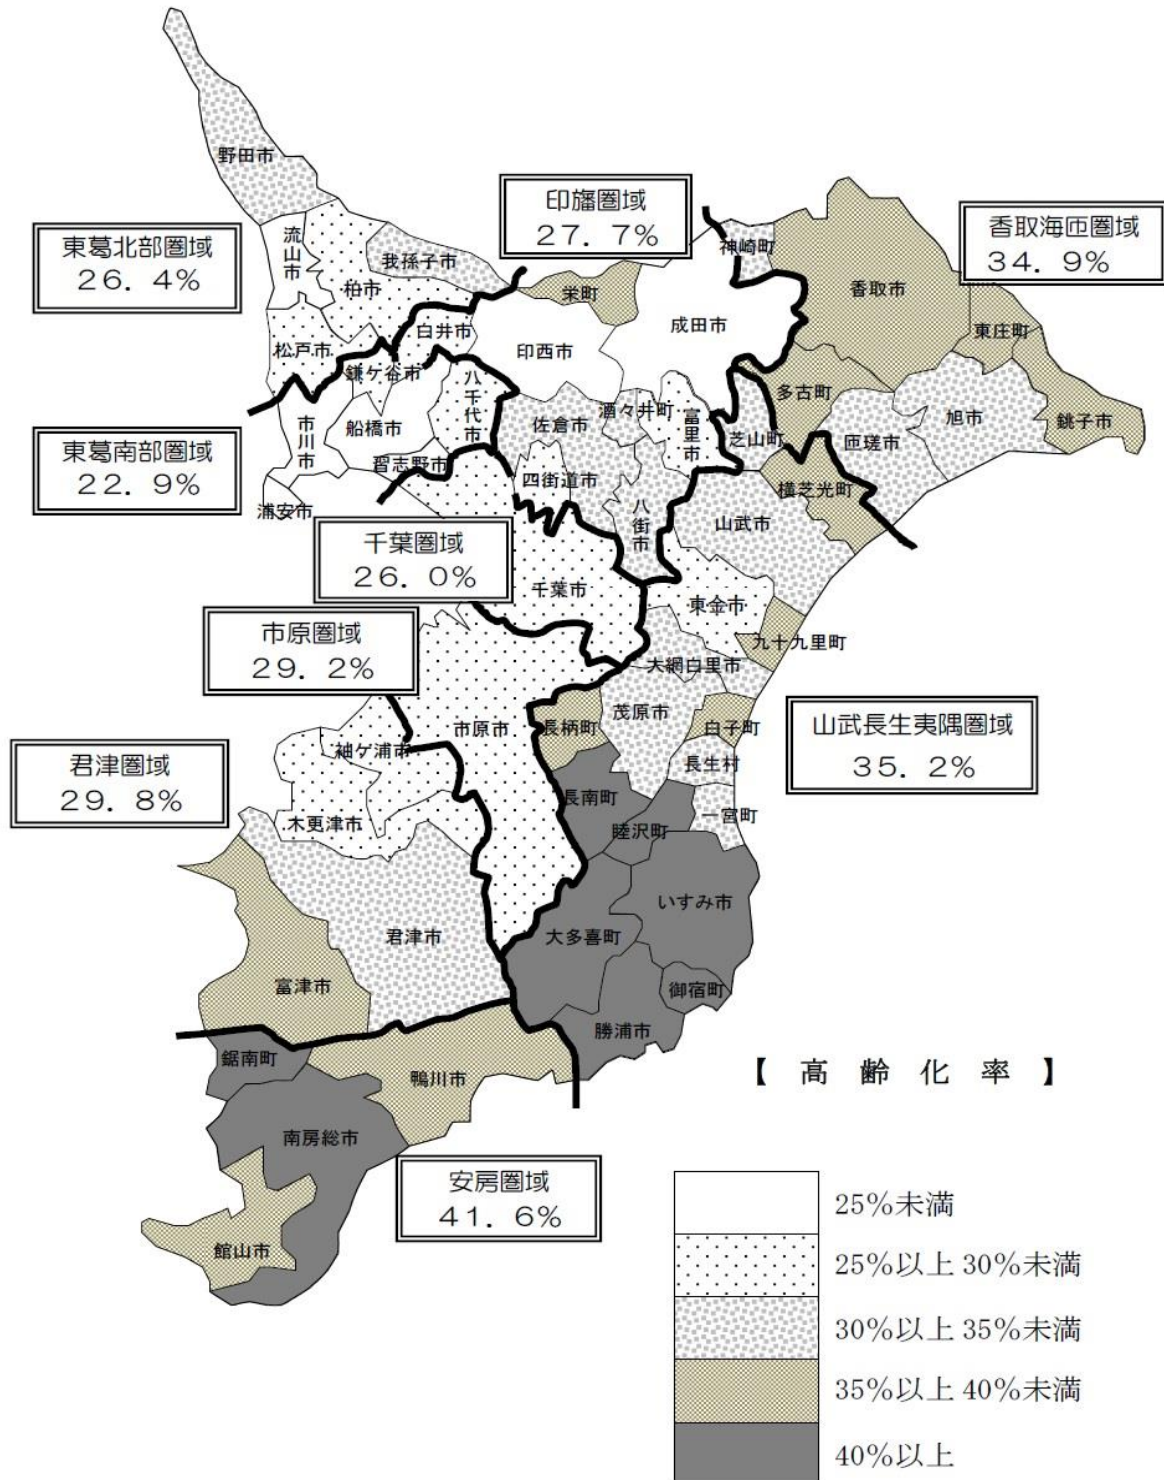 野田市
印旛圏域
27．7％
東葛北部圏域
26．4％
香取海匝圏域
34．9％
流山市
我孫子市
柏市
神崎町
香取市
栄町
成田市
東庄町
白井市
印西市
松戸市
鎌ケ谷市
八千代市
多古町
銚子市
旭市
酒々井町
富里市
佐倉市
芝山町
匝瑳市
市川市
船橋市
東葛南部圏域
22．9％
習志野市
四街道市
八街市
横芝光町
山武市
浦安市
千葉圏域
26．0％
千葉市
東金市
市原圏域
29．2％
九十九里町
大網白里市
茂原市
長柄町
白子町
市原市
山武長生夷隅圏域
35．2％
君津圏域
29．8％
袖ケ浦市
長生村
長南町
一宮町
木更津市
睦沢町
いすみ市
君津市
大多喜町
富津市
御宿町
勝浦市
鋸南町
鴨川市
【 高 齢 化 率 】
南房総市
安房圏域
41．6％
館山市
25％未満
25％以上 30％未満
30％以上 35％未満
35％以上 40％未満
40％以上